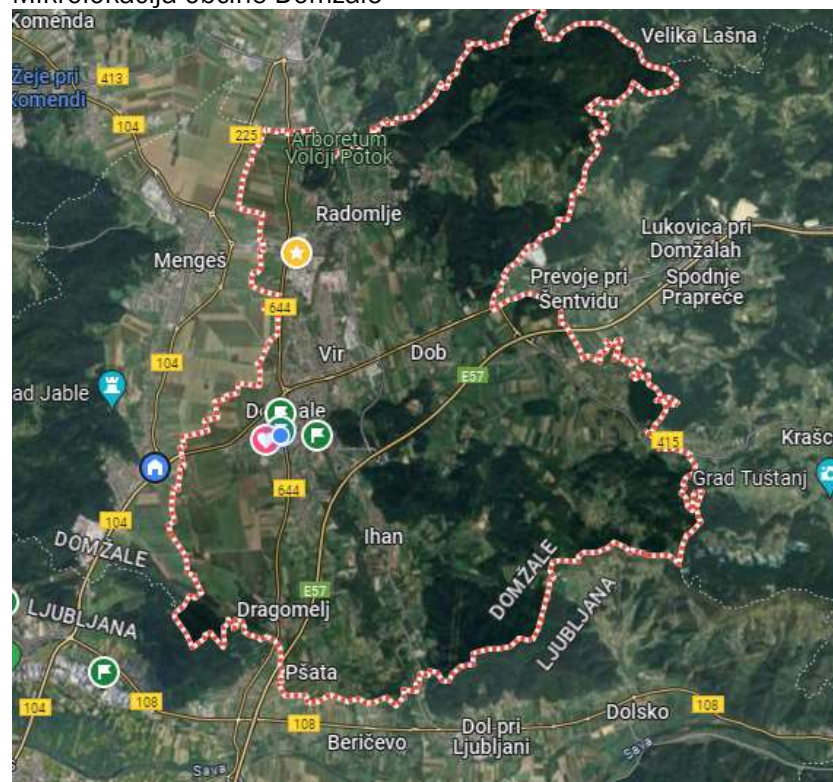 Mikrolokacija občine Domžale
Komenda
Velika Lašna
Žeje pri
Komendi
413
104
225
Arboretum
Volčji Potok
Radomlje
Lukovica pri
Domžalah
Mengeš
Prevoje pri
Šentvidu
Spodnje
Prapreče
644
Vir
Dob
104
E57
ad Jable
415
Krašc
Grad Tuštanj
644
104
Ihan
DOMŽALE
DOMŽALE
E57
LJUBLJANA
LJUBLJANA
Dragomelj
Pšata
104
108
108
Dolsko
108
Dol pri
Ljubljani
Beričevo
Sava
Sava